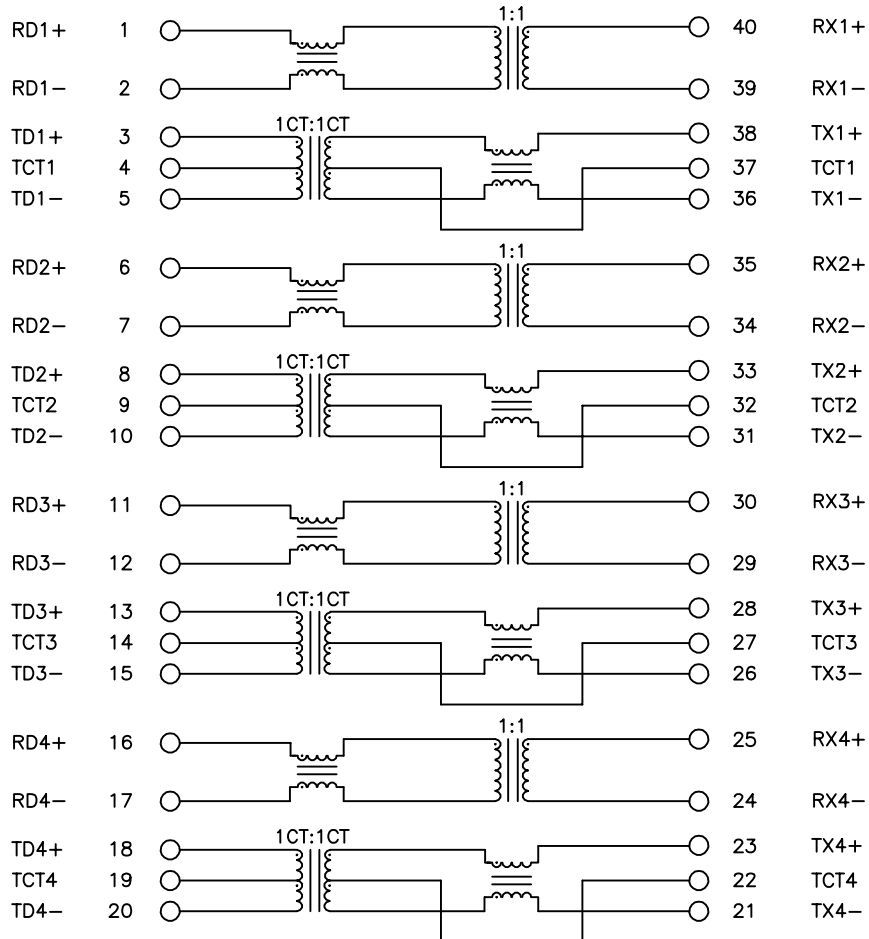 1:1
RD1+ 1 40 RX1+
RD1− 2 39 RX1−
1CT:1CT
TD1+ 3 38 TX1+
TCT1 4 37 TCT1
TD1− 5 36 TX1−
1:1
RD2+ 6 35 RX2+
RD2− 7 34 RX2−
1CT:1CT
TD2+ 8 33 TX2+
TCT2 9 32 TCT2
TD2− 10 31 TX2−
1:1
RD3+ 11 30 RX3+
RD3− 12 29 RX3−
1CT:1CT
TD3+ 13 28 TX3+
TCT3 14 27 TCT3
TD3− 15 26 TX3−
1:1
RD4+ 16 25 RX4+
RD4− 17 24 RX4−
1CT:1CT
TD4+ 18 23 TX4+
TCT4 19 22 TCT4
TD4− 20 21 TX4−